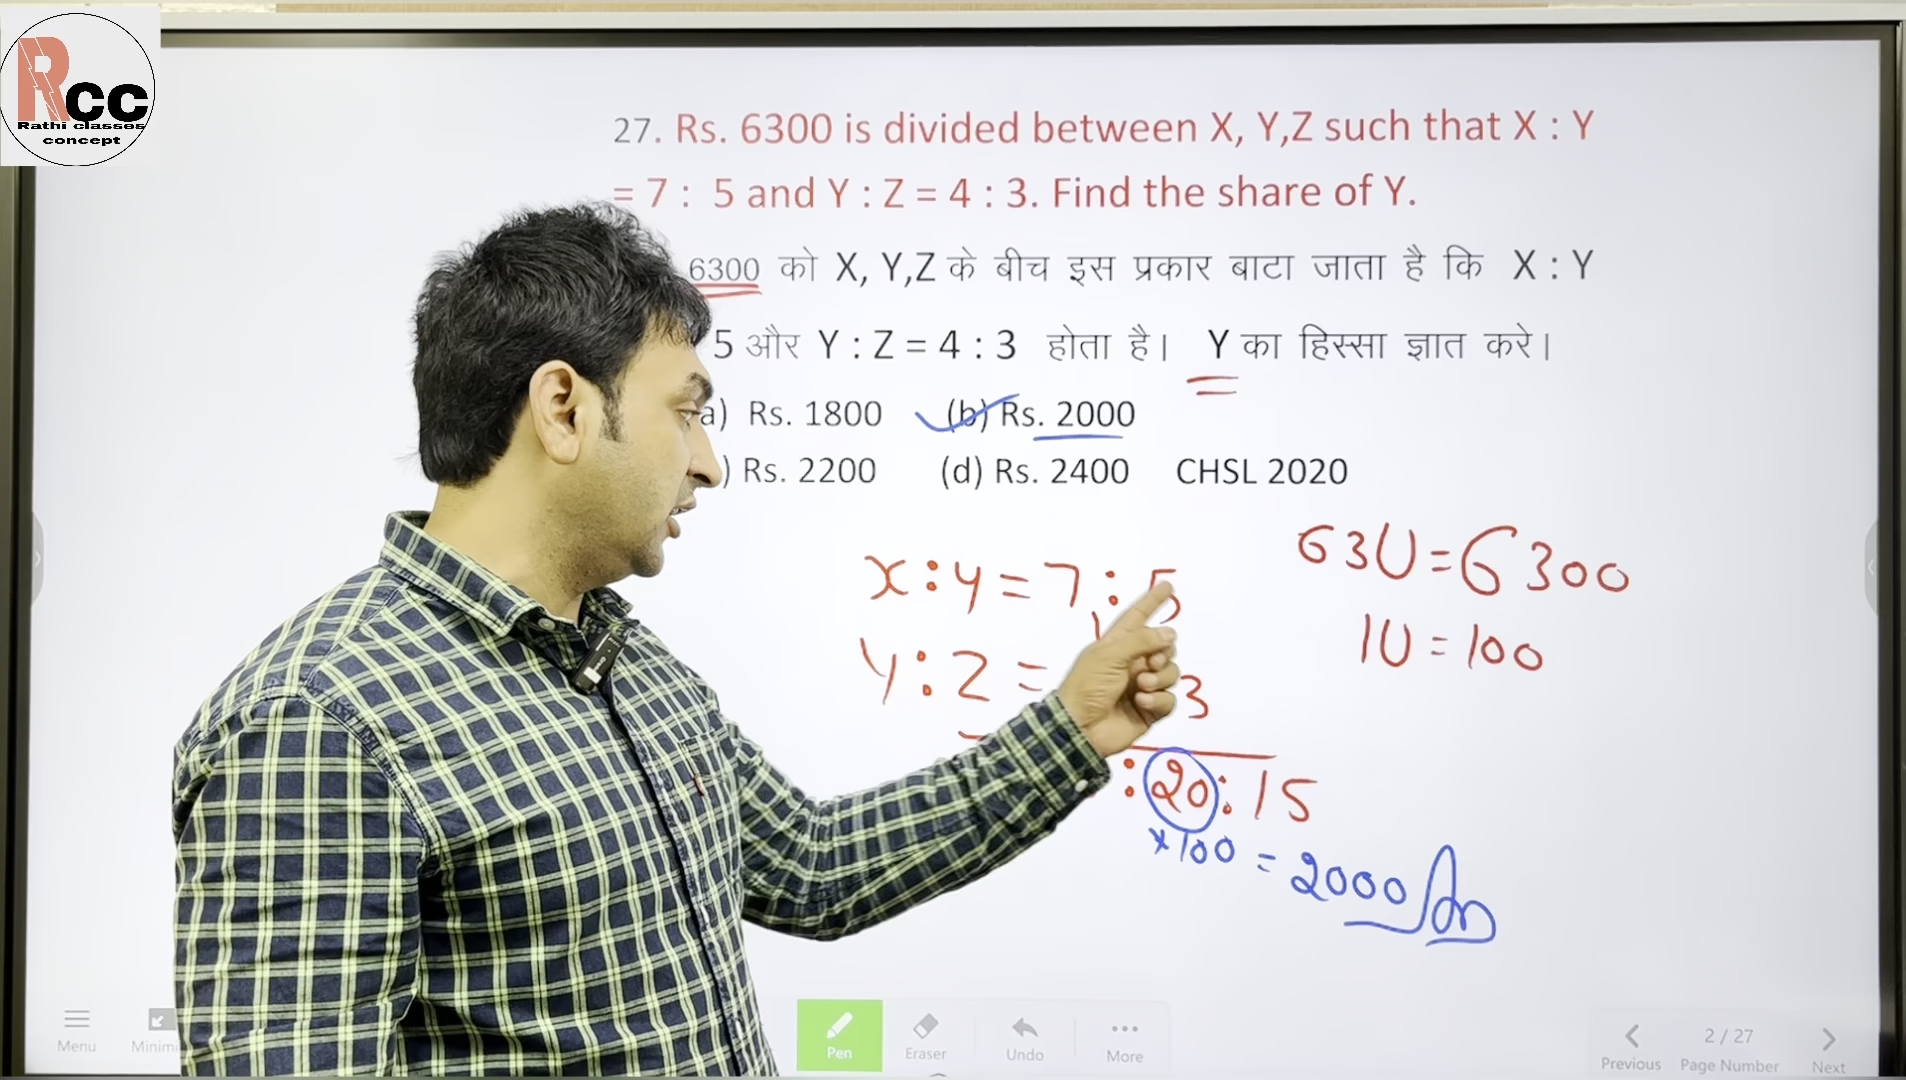 Rcc
Rathi classes
concept
27. Rs. 6300 is divided between X, Y,Z such that X : Y
= 7 : 5 and Y : Z = 4 : 3. Find the share of Y.
6300 को X, Y,Z के बीच इस प्रकार बाटा जाता है कि X : Y
5 और Y : Z = 4 : 3 होता है। Y का हिस्सा ज्ञात करे।
a) Rs. 1800 (b) Rs. 2000
) Rs. 2200 (d) Rs. 2400 CHSL 2020
x:y=7:5
y:z= 3
:20:15
×100 = 2000
63U=6300
1U=100
Menu
Minim
Pen
Eraser
Undo
More
Previous
2 / 27
Page Number
Next